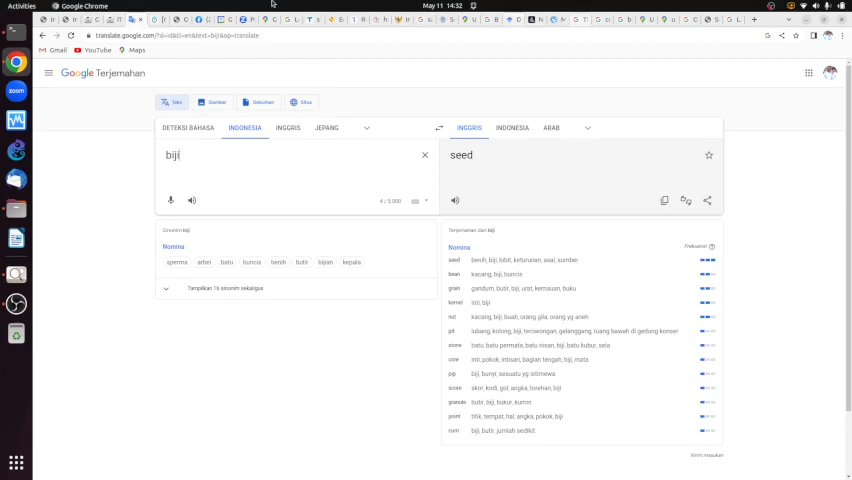 Activities Google Chrome May 11 14:32
translate.google.com/?sl=id&tl=en&text=biji&op=translate
Gmail YouTube Maps
Google Terjemahan
Teks Gambar Dokumen Situs
DETEKSI BAHASA INDONESIA INGGRIS JEPANG INGGRIS INDONESIA ARAB
biji seed
4 / 5.000
Sinonim biji
Nomina
sperma arbei batu buncis benih butir bijian kepala
Tampilkan 16 sinonim sekaligus
Terjemahan dari biji
Nomina Frekuensi
seed benih, biji, bibit, keturunan, asal, sumber
bean kacang, biji, buncis
grain gandum, butir, biji, urat, kemauan, buku
kernel inti, biji
nut kacang, biji, buah, orang gila, orang yg aneh
pit lubang, kolong, biji, terowongan, gelanggang, ruang bawah di gedung konser
stone batu, batu permata, batu nisan, biji, batu kubur, sela
core inti, pokok, intisari, bagian tengah, biji, mata
pip biji, bunyi, sesuatu yg istimewa
score skor, kodi, gol, angka, torehan, biji
granule butir, biji, bukur, kumin
point titik, tempat, hal, angka, pokok, biji
corn biji, butir, jumlah sedikit
Kirim masukan
zoom